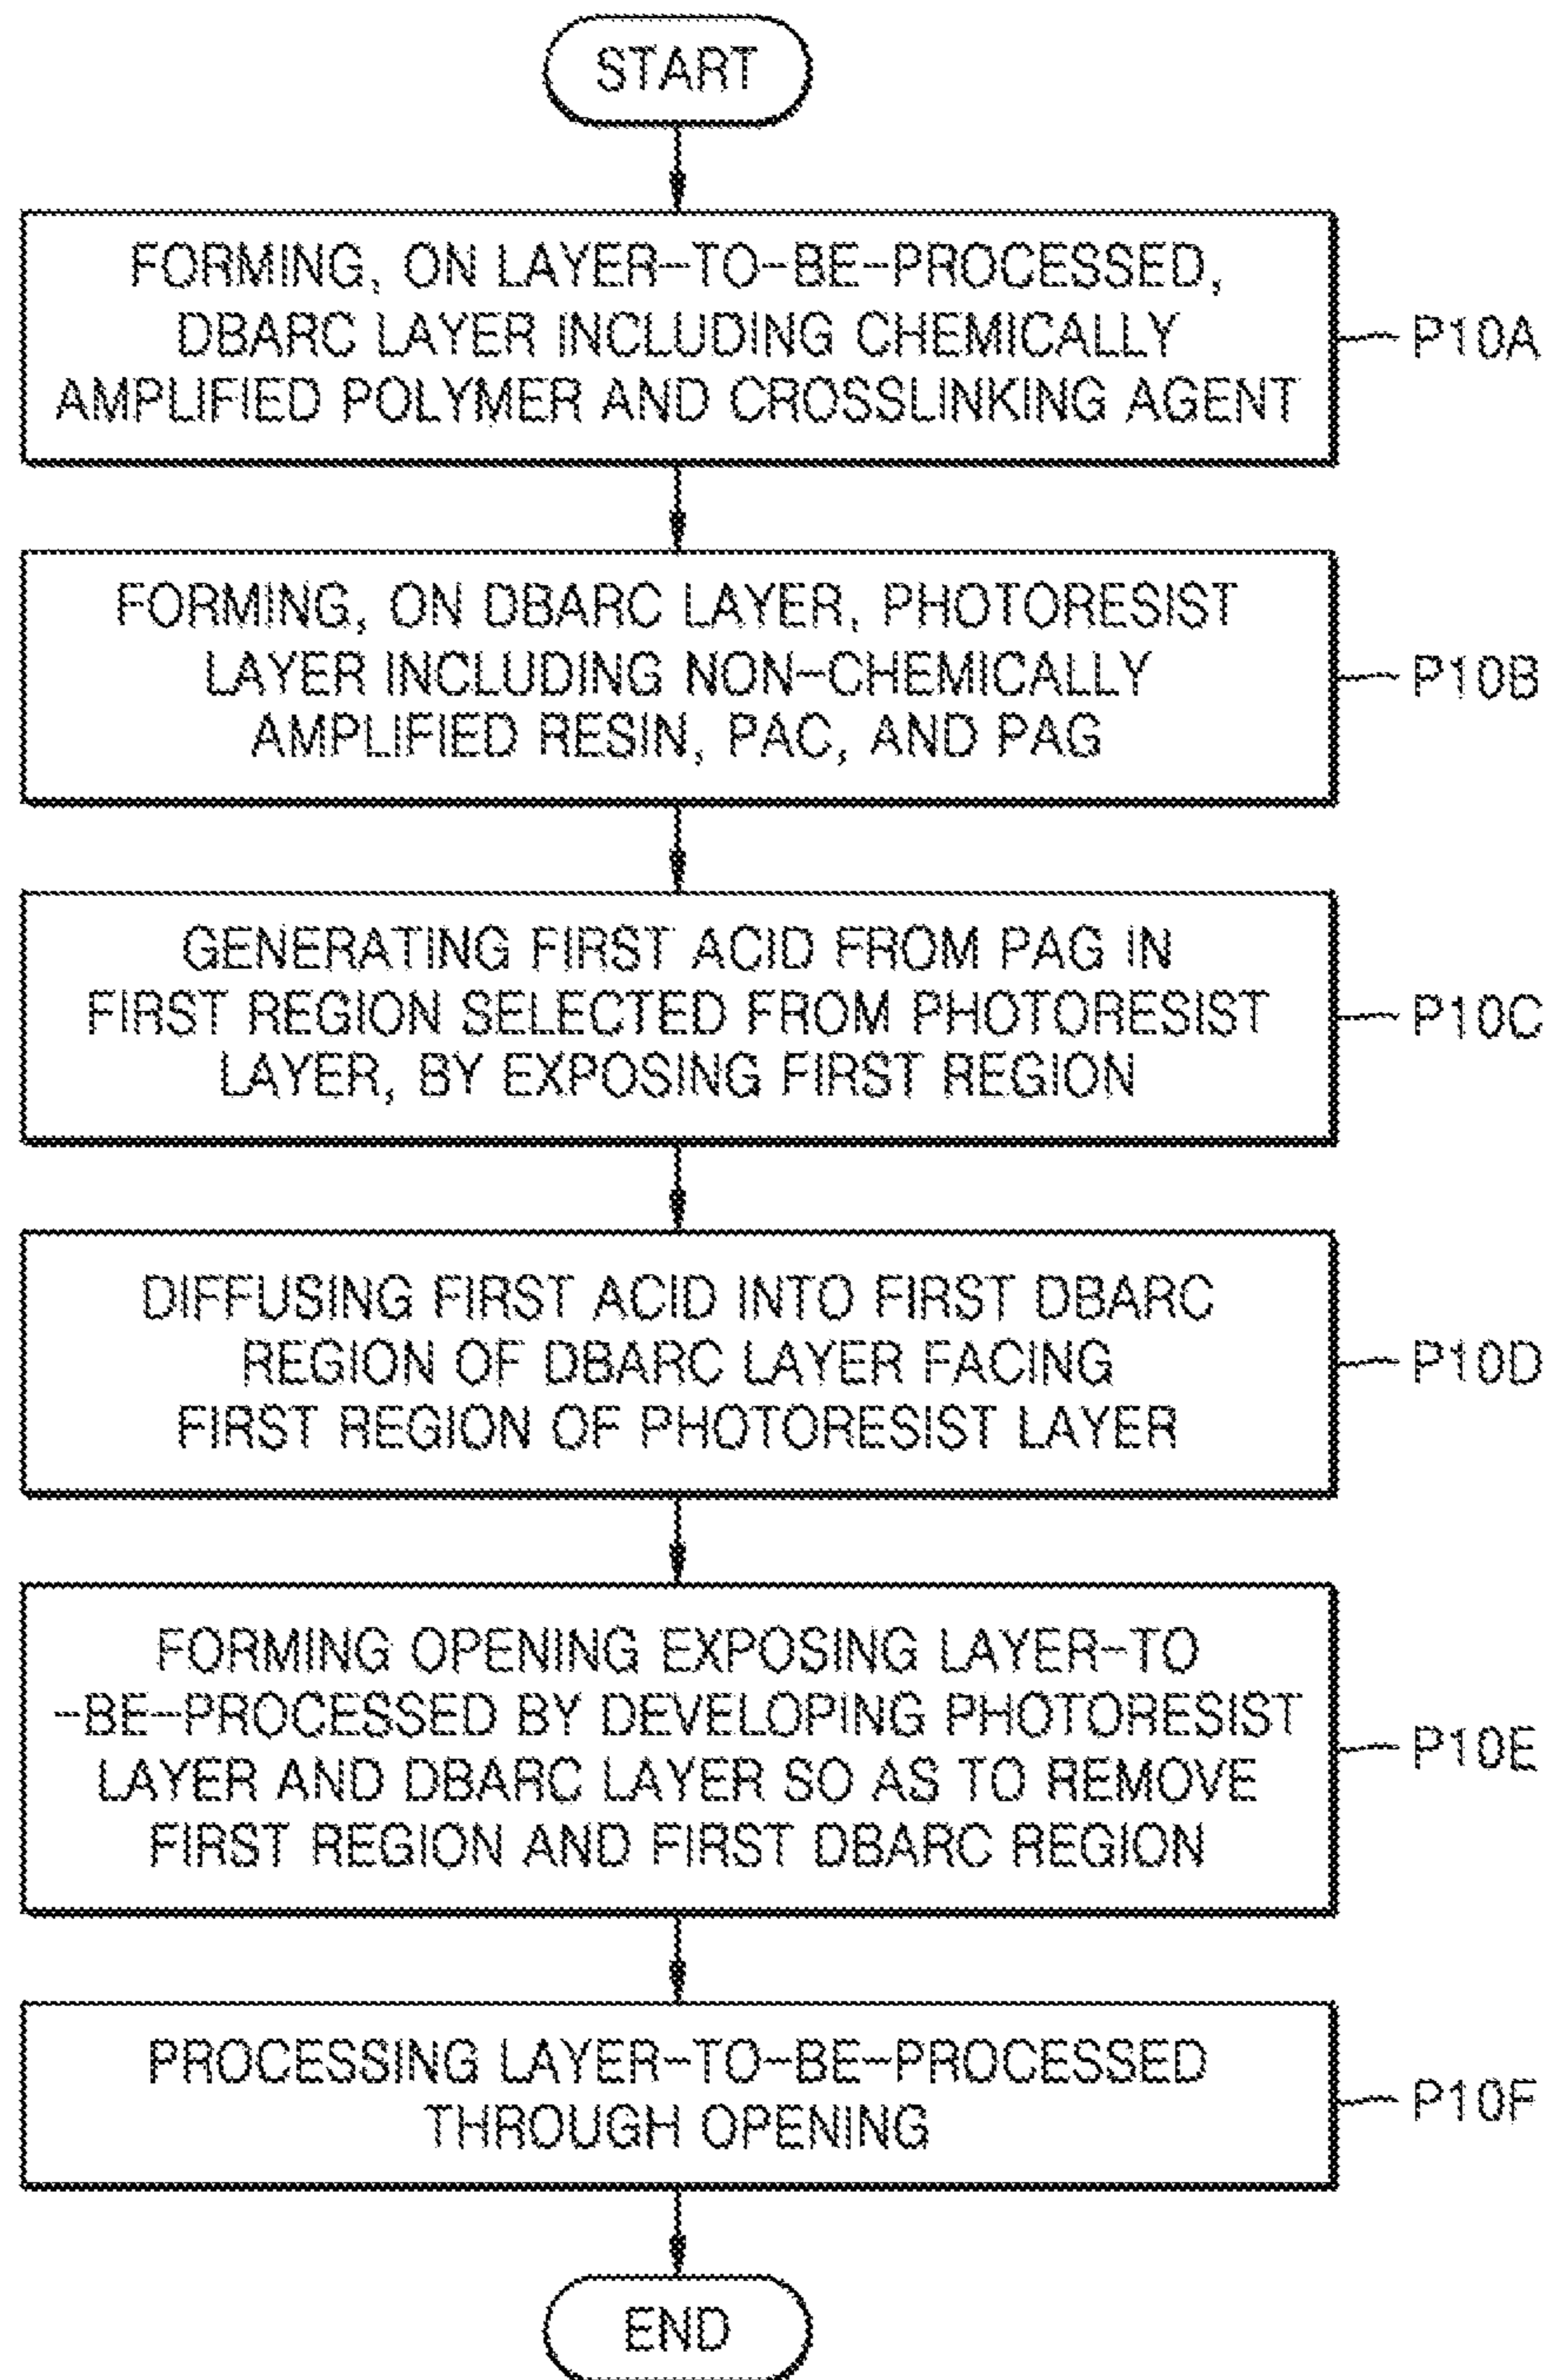 START
FORMING, ON LAYER-TO-BE-PROCESSED,
DBARC LAYER INCLUDING CHEMICALLY
AMPLIFIED POLYMER AND CROSSLINKING AGENT
P10A
FORMING, ON DBARC LAYER, PHOTORESIST
LAYER INCLUDING NON-CHEMICALLY
AMPLIFIED RESIN, PAC, AND PAG
P10B
GENERATING FIRST ACID FROM PAG IN
FIRST REGION SELECTED FROM PHOTORESIST
LAYER, BY EXPOSING FIRST REGION
P10C
DIFFUSING FIRST ACID INTO FIRST DBARC
REGION OF DBARC LAYER FACING
FIRST REGION OF PHOTORESIST LAYER
P10D
FORMING OPENING EXPOSING LAYER-TO
-BE-PROCESSED BY DEVELOPING PHOTORESIST
LAYER AND DBARC LAYER SO AS TO REMOVE
FIRST REGION AND FIRST DBARC REGION
P10E
PROCESSING LAYER-TO-BE-PROCESSED
THROUGH OPENING
P10F
END